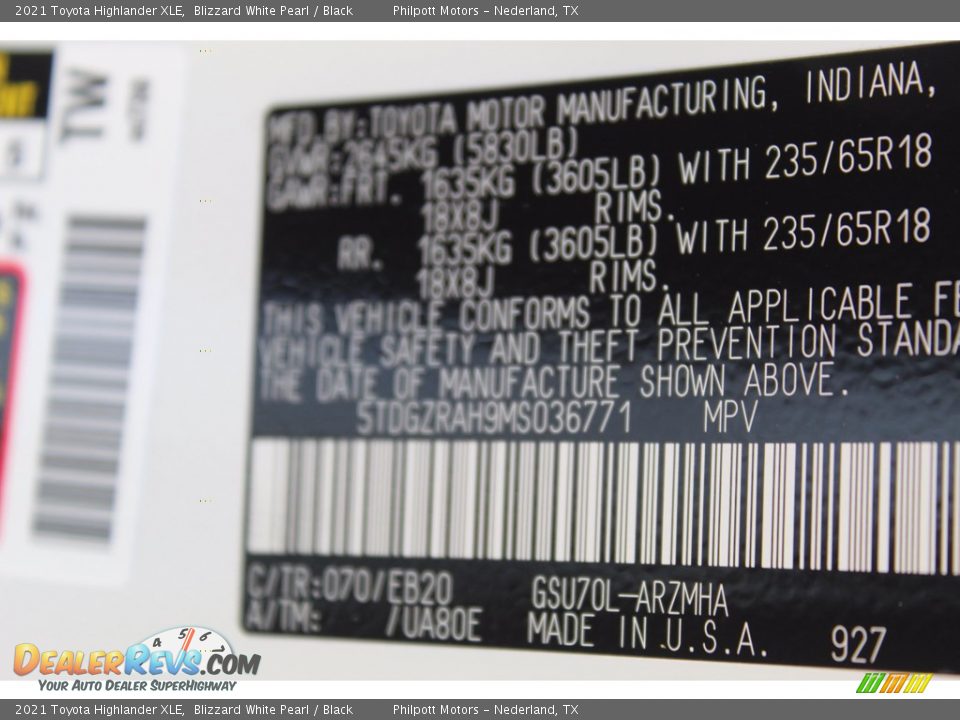 2021 Toyota Highlander XLE, Blizzard White Pearl / Black Philpott Motors - Nederland, TX
TW
MFD BY:TOYOTA MOTOR MANUFACTURING, INDIANA,
GVWR:2645KG (5830LB)
GAWR:FRT. 1635KG (3605LB) WITH 235/65R18
18X8J RIMS.
RR. 1635KG (3605LB) WITH 235/65R18
18X8J RIMS.
THIS VEHICLE CONFORMS TO ALL APPLICABLE FE
VEHICLE SAFETY AND THEFT PREVENTION STANDA
THE DATE OF MANUFACTURE SHOWN ABOVE.
5TDGZRAH9MS036771 MPV
C/TR:070/EB20 GSU70L-ARZMHA
A/TM: /UA80E MADE IN U.S.A. 927
4 5 6
DEALERREVS.COM
YOUR AUTO DEALER SUPERHIGHWAY
2021 Toyota Highlander XLE, Blizzard White Pearl / Black Philpott Motors - Nederland, TX